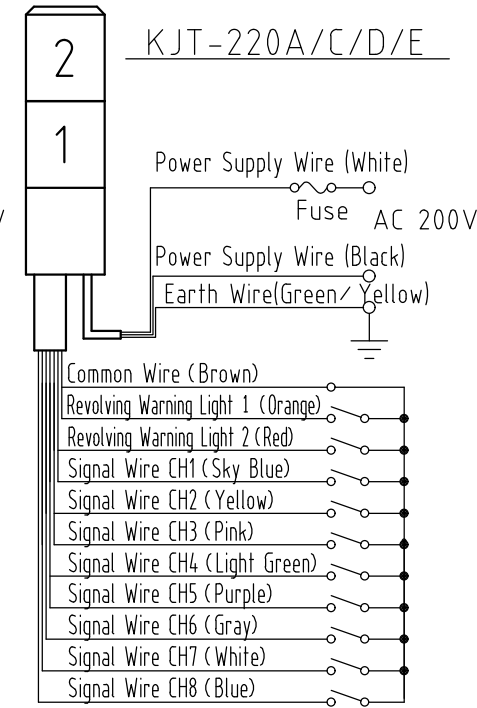 2
KJT-220A/C/D/E
1
Power Supply Wire (White)
Fuse
AC 200V
Power Supply Wire (Black)
Earth Wire(Green/ Yellow)
Common Wire (Brown)
Revolving Warning Light 1 (Orange)
Revolving Warning Light 2 (Red)
Signal Wire CH1 (Sky Blue)
Signal Wire CH2 (Yellow)
Signal Wire CH3 (Pink)
Signal Wire CH4 (Light Green)
Signal Wire CH5 (Purple)
Signal Wire CH6 (Gray)
Signal Wire CH7 (White)
Signal Wire CH8 (Blue)